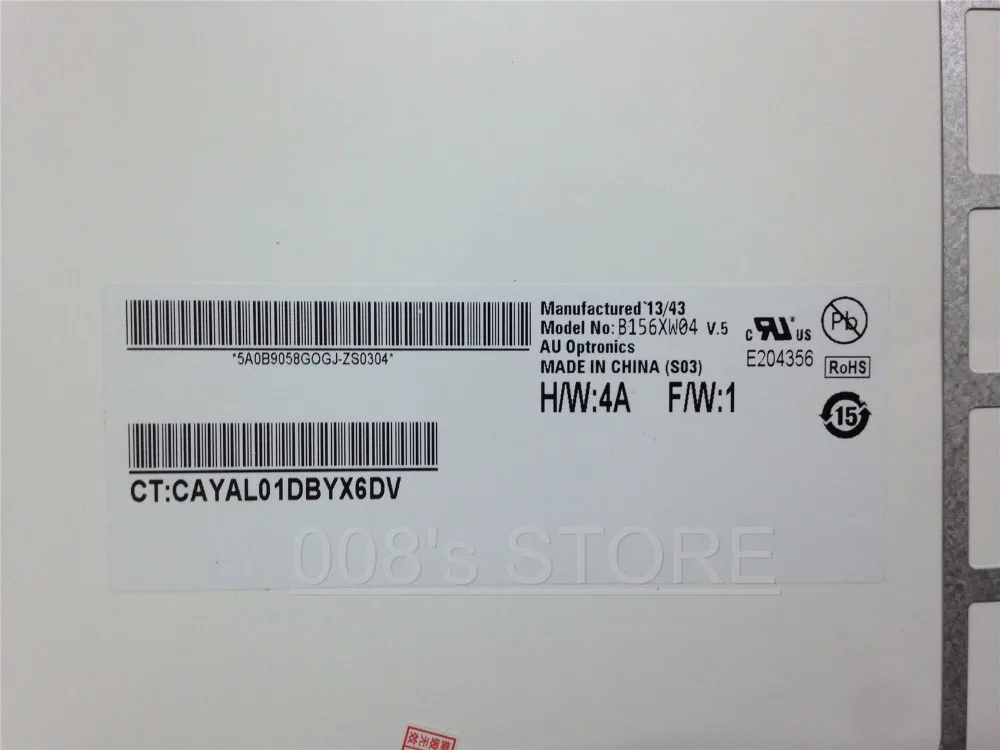 *5A0B9058GOGJ-ZS0304*
Manufactured`13/43
Model No: B156XW04 V.5
AU Optronics
MADE IN CHINA (S03)
H/W:4A F/W:1
c RU US
E204356
Pb
RoHS
15
CT:CAYAL01DBYX6DV
008's STORE